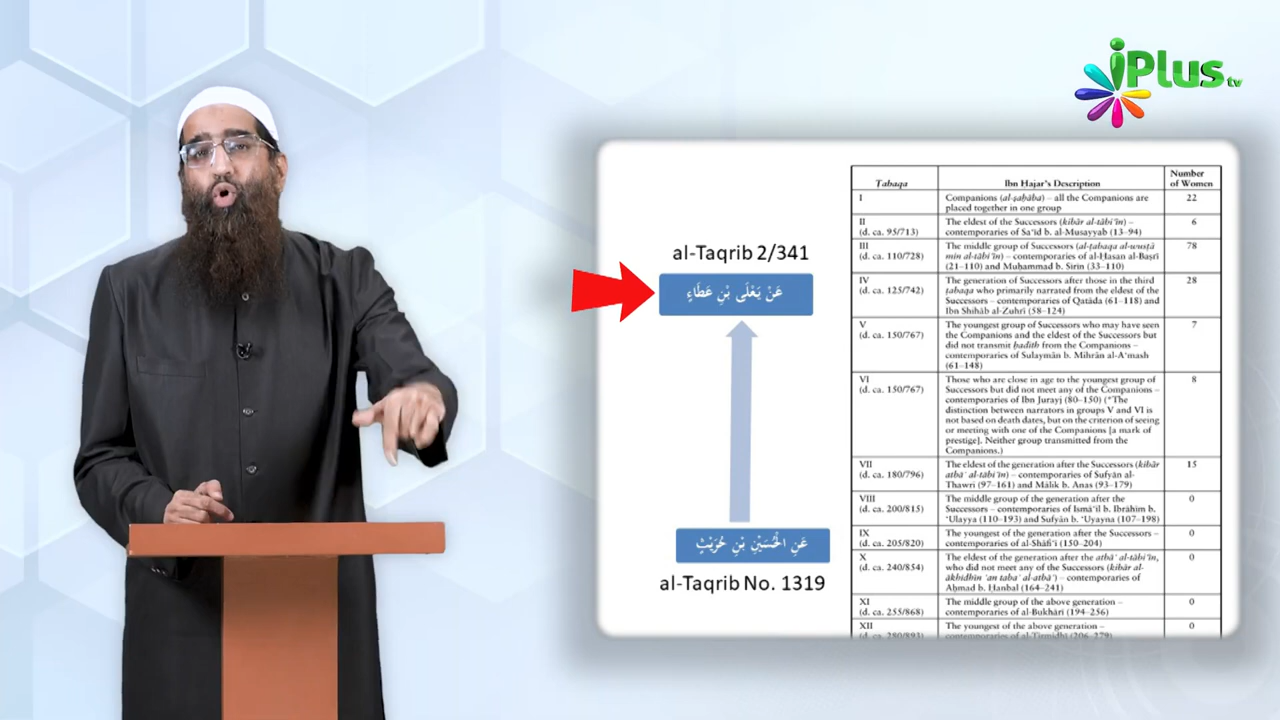 iPlus tv
al-Taqrib 2/341
عَنْ يَعْلَى بْنِ عَطَاءٍ
عَنِ الْحُسَيْنِ بْنِ حُرَيْثٍ
al-Taqrib No. 1319
Tabaqa
Ibn Ḥajar's Description
Number
of Women
I
Companions (al-ṣaḥāba) – all the Companions are
placed together in one group
22
II
(d. ca. 95/713)
The eldest of the Successors (kibār al-tābiʿīn) –
contemporaries of Saʿīd b. al-Musayyab (13–94)
6
III
(d. ca. 110/728)
The middle group of Successors (al-ṭabaqa al-wusṭā
min al-tābiʿīn) – contemporaries of al-Ḥasan al-Baṣrī
(21–110) and Muḥammad b. Sīrīn (33–110)
78
IV
(d. ca. 125/742)
The generation of Successors after those in the third
ṭabaqa who primarily narrated from the eldest of the
Successors – contemporaries of Qatāda (61–118) and
Ibn Shihāb al-Zuhrī (58–124)
28
V
(d. ca. 150/767)
The youngest group of Successors who may have seen
the Companions and the eldest of the Successors but
did not transmit ḥadīth from the Companions –
contemporaries of Sulaymān b. Mihrān al-Aʿmash
(61–148)
7
VI
(d. ca. 150/767)
Those who are close in age to the youngest group of
Successors but did not meet any of the Companions –
contemporaries of Ibn Jurayj (80–150) (*The
distinction between narrators in groups V and VI is
not based on death dates, but on the criterion of seeing
or meeting with one of the Companions [a mark of
prestige]. Neither group transmitted from the
Companions.)
8
VII
(d. ca. 180/796)
The eldest of the generation after the Successors (kibār
atbāʿ al-tābiʿīn) – contemporaries of Sufyān al-
Thawrī (97–161) and Mālik b. Anas (93–179)
15
VIII
(d. ca. 200/815)
The middle group of the generation after the
Successors – contemporaries of Ismāʿīl b. Ibrāhīm b.
ʿUlayya (110–193) and Sufyān b. ʿUyayna (107–198)
0
IX
(d. ca. 205/820)
The youngest of the generation after the Successors –
contemporaries of al-Shāfiʿī (150–204)
0
X
(d. ca. 240/854)
The eldest of the generation after the atbāʿ al-tābiʿīn,
who did not meet any of the Successors (kibār al-
ākhidhīn ʿan tabaʿ al-atbāʿ) – contemporaries of
Aḥmad b. Ḥanbal (164–241)
0
XI
(d. ca. 255/868)
The middle group of the above generation –
contemporaries of al-Bukhārī (194–256)
0
XII
(d. ca. 280/893)
The youngest of the above generation –
contemporaries of al-Tirmidhī (206–279)
0